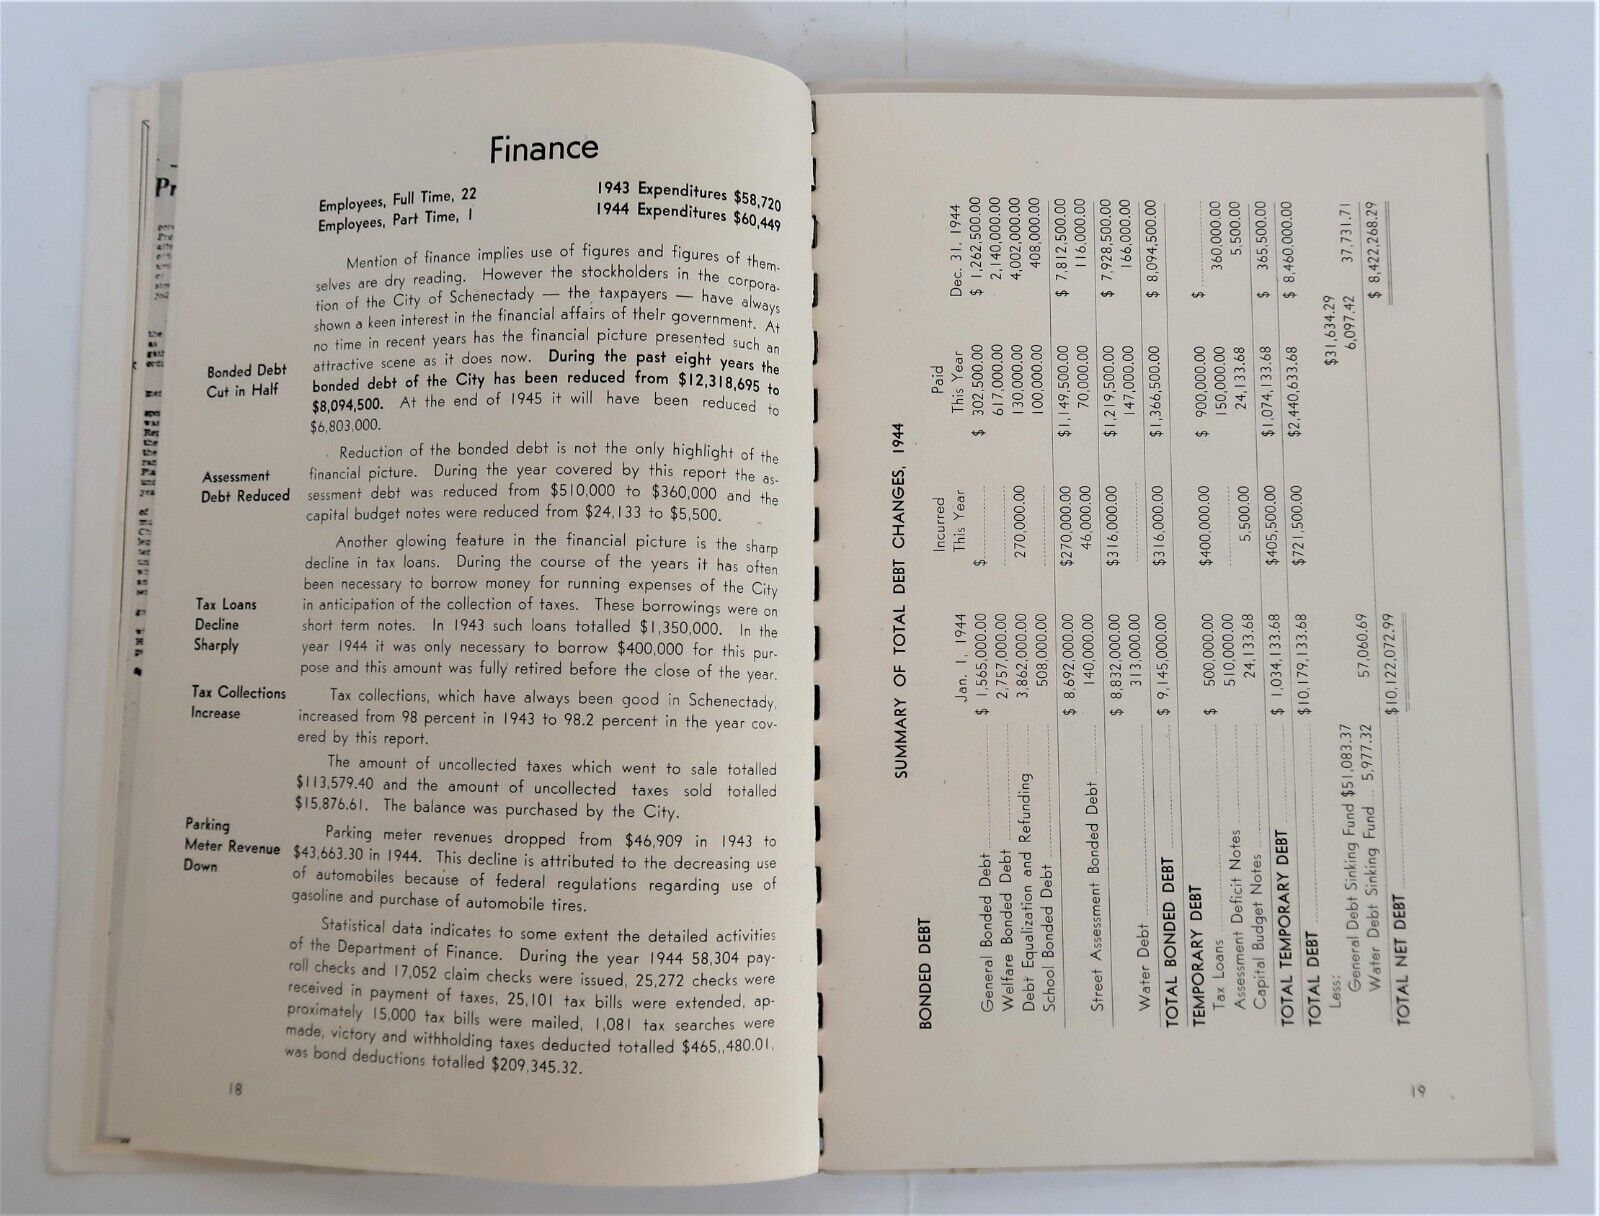 Pr
Finance
Employees, Full Time, 22 1943 Expenditures $58,720
Employees, Part Time, 1 1944 Expenditures $60,449
Mention of finance implies use of figures and figures of them-
selves are dry reading. However the stockholders in the corpora-
tion of the City of Schenectady — the taxpayers — have always
shown a keen interest in the financial affairs of their government. At
no time in recent years has the financial picture presented such an
attractive scene as it does now. During the past eight years the
bonded debt of the City has been reduced from $12,318,695 to
$8,094,500. At the end of 1945 it will have been reduced to
$6,803,000.
Bonded Debt
Cut in Half
Reduction of the bonded debt is not the only highlight of the
financial picture. During the year covered by this report the as-
sessment debt was reduced from $510,000 to $360,000 and the
capital budget notes were reduced from $24,133 to $5,500.
Assessment
Debt Reduced
Another glowing feature in the financial picture is the sharp
decline in tax loans. During the course of the years it has often
been necessary to borrow money for running expenses of the City
in anticipation of the collection of taxes. These borrowings were on
short term notes. In 1943 such loans totalled $1,350,000. In the
year 1944 it was only necessary to borrow $400,000 for this pur-
pose and this amount was fully retired before the close of the year.
Tax Loans
Decline
Sharply
Tax Collections
Increase
Tax collections, which have always been good in Schenectady,
increased from 98 percent in 1943 to 98.2 percent in the year cov-
ered by this report.
The amount of uncollected taxes which went to sale totalled
$113,579.40 and the amount of uncollected taxes sold totalled
$15,876.61. The balance was purchased by the City.
Parking
Meter Revenue
Down
Parking meter revenues dropped from $46,909 in 1943 to
$43,663.30 in 1944. This decline is attributed to the decreasing use
of automobiles because of federal regulations regarding use of
gasoline and purchase of automobile tires.
Statistical data indicates to some extent the detailed activities
of the Department of Finance. During the year 1944 58,304 pay-
roll checks and 17,052 claim checks were issued, 25,272 checks were
received in payment of taxes, 25,101 tax bills were extended, ap-
proximately 15,000 tax bills were mailed, 1,081 tax searches were
made, victory and withholding taxes deducted totalled $465,,480.01,
was bond deductions totalled $209,345.32.
18
SUMMARY OF TOTAL DEBT CHANGES, 1944
Incurred Paid
BONDED DEBT Jan. 1, 1944 This Year This Year Dec. 31, 1944
General Bonded Debt $ 1,565,000.00 $ $ 302,500.00 $ 1,262,500.00
Welfare Bonded Debt 2,757,000.00 617,000.00 2,140,000.00
Debt Equalization and Refunding 3,862,000.00 270,000.00 130,000.00 4,002,000.00
School Bonded Debt 508,000.00 100,000.00 408,000.00
$ 8,692,000.00 $270,000.00 $1,149,500.00 $ 7,812,500.00
Street Assessment Bonded Debt 140,000.00 46,000.00 70,000.00 116,000.00
$ 8,832,000.00 $316,000.00 $1,219,500.00 $ 7,928,500.00
Water Debt 313,000.00 147,000.00 166,000.00
TOTAL BONDED DEBT $ 9,145,000.00 $316,000.00 $1,366,500.00 $ 8,094,500.00
TEMPORARY DEBT
Tax Loans $ 500,000.00 $400,000.00 $ 900,000.00 $
Assessment Deficit Notes 510,000.00 150,000.00 360,000.00
Capital Budget Notes 24,133.68 5,500.00 24,133.68 5,500.00
TOTAL TEMPORARY DEBT $ 1,034,133.68 $405,500.00 $1,074,133.68 $ 365,500.00
TOTAL DEBT $10,179,133.68 $721,500.00 $2,440,633.68 $ 8,460,000.00
Less:
General Debt Sinking Fund $51,083.37 $31,634.29
Water Debt Sinking Fund 5,977.32 57,060.69 6,097.42 37,731.71
TOTAL NET DEBT $10,122,072.99 $ 8,422,268.29
19